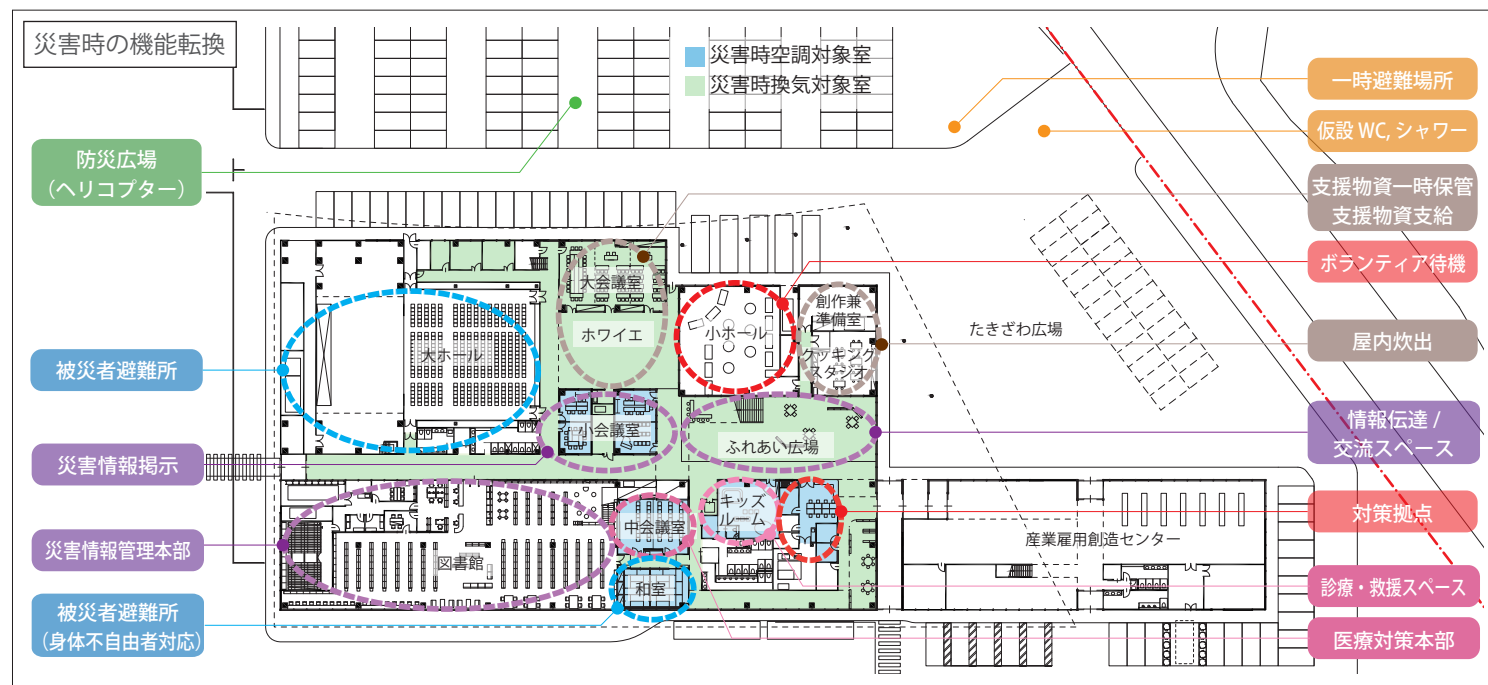 災害時の機能転換
災害時空調対象室
災害時換気対象室
防災広場
（ヘリコプター）
被災者避難所
災害情報掲示
災害情報管理本部
被災者避難所
（身体不自由者対応）
大ホール
大会議室
ホワイエ
小会議室
小ホール
創作兼
準備室
クッキング
スタジオ
ふれあい広場
たきざわ広場
図書館
中会議室
和室
キッズ
ルーム
産業雇用創造センター
一時避難場所
仮設 WC, シャワー
支援物資一時保管
支援物資支給
ボランティア待機
屋内炊出
情報伝達 /
交流スペース
対策拠点
診療・救援スペース
医療対策本部